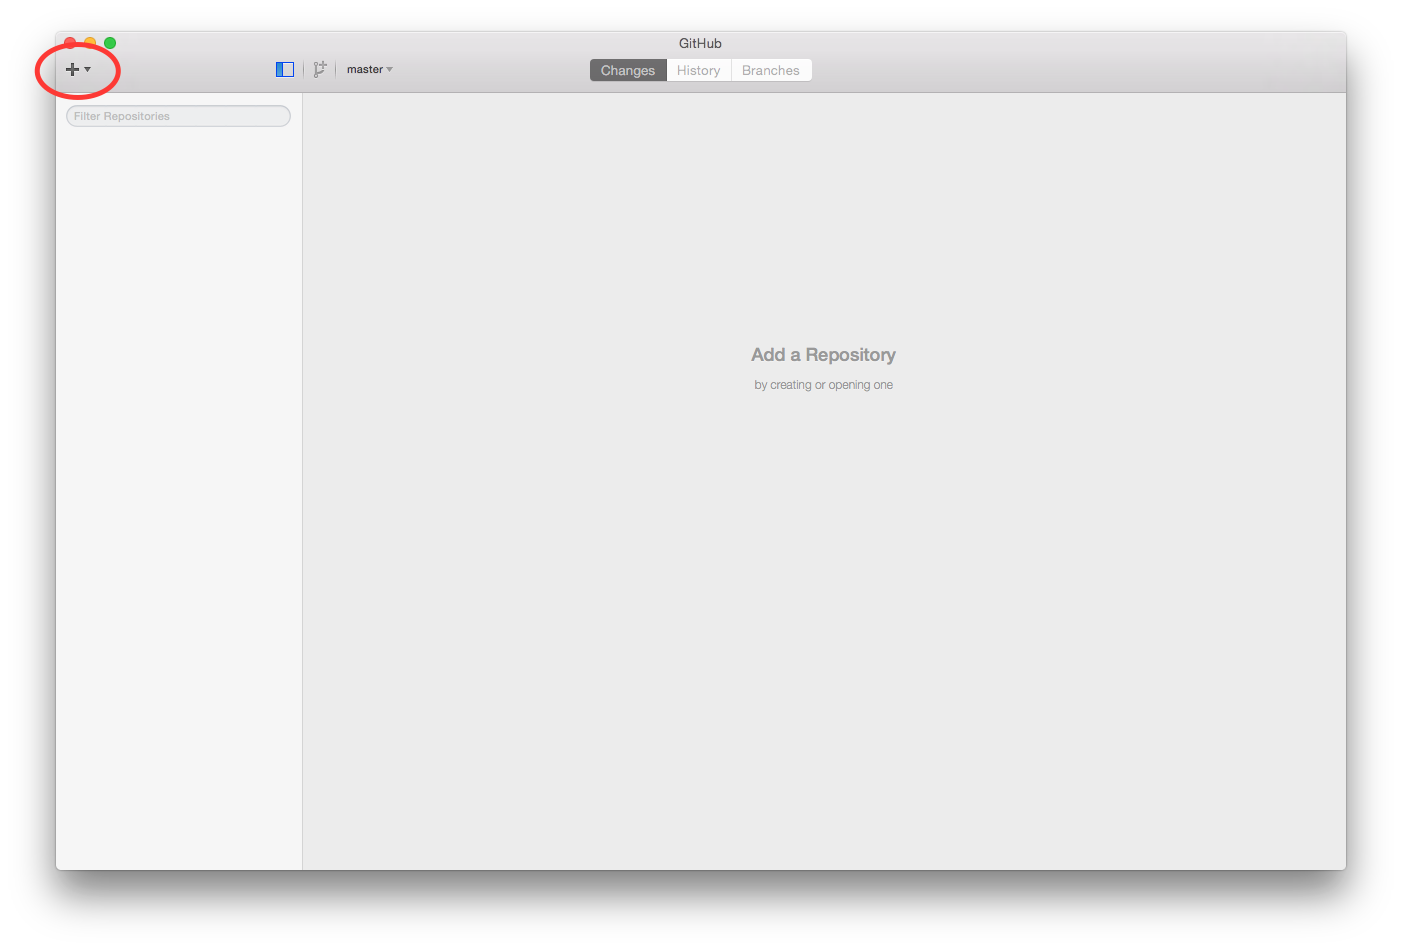 GitHub
master
Changes History Branches
Filter Repositories
Add a Repository
by creating or opening one